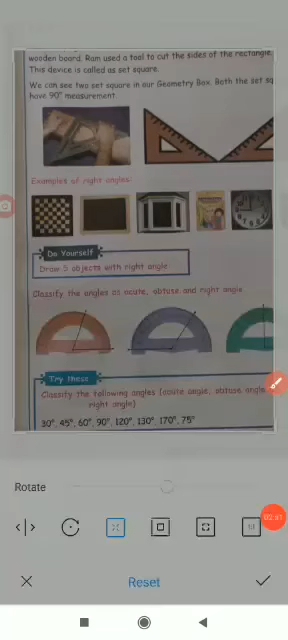 wooden board. Ram used a tool to cut the sides of the rectangle.
This device is called as set square.
We can see two set square in our Geometry Box. Both the set sq
have 90° measurement.
Examples of right angles:
Do Yourself
Draw 5 objects with right angle
Classify the angles as acute, obtuse and right angle
Try these
Classify the following angles (acute angle, obtuse angle
right angle)
30°, 45°, 60°, 90°, 120°, 130°, 170°, 75°
Rotate
Reset